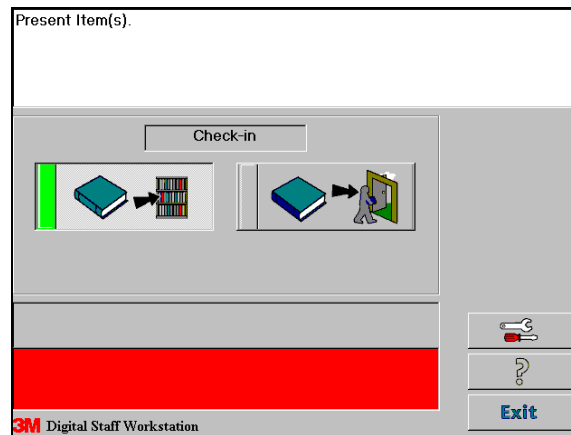 Present Item(s).
Check-in
?
Exit
3M Digital Staff Workstation